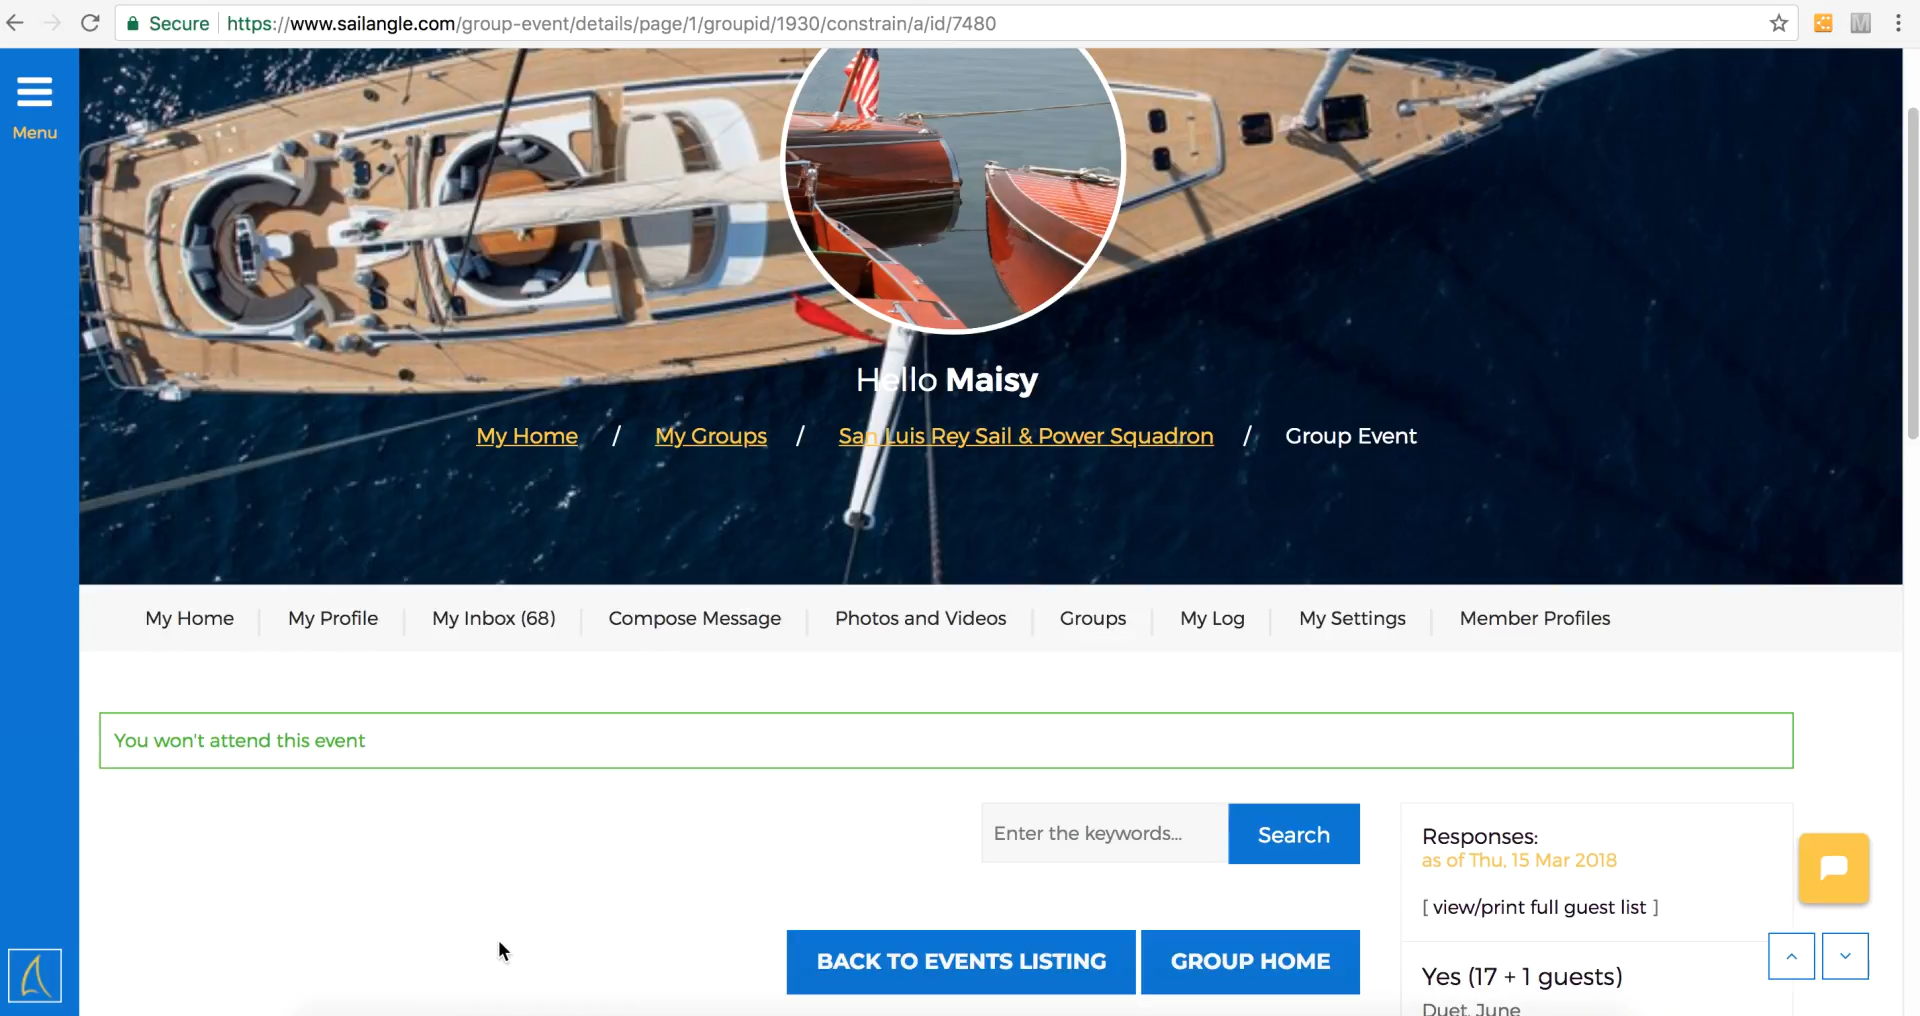 Secure https://www.sailangle.com/group-event/details/page/1/groupid/1930/constrain/a/id/7480
M
Menu
Hello Maisy
My Home / My Groups / San Luis Rey Sail & Power Squadron / Group Event
My Home My Profile My Inbox (68) Compose Message Photos and Videos Groups My Log My Settings Member Profiles
You won't attend this event
Enter the keywords... Search
BACK TO EVENTS LISTING GROUP HOME
Responses:
as of Thu, 15 Mar 2018
[ view/print full guest list ]
Yes (17 + 1 guests)
Duet, June